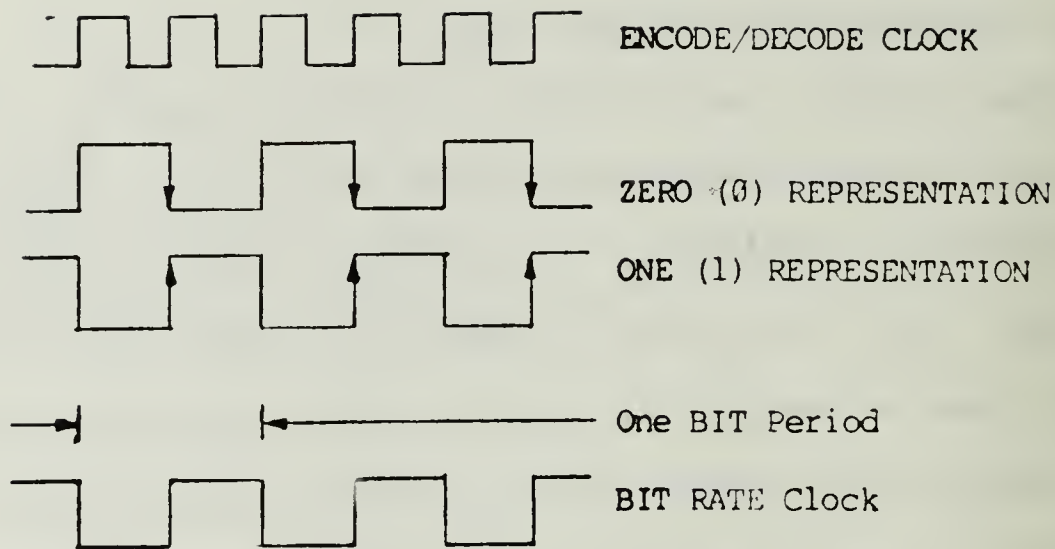 ENCODE/DECODE CLOCK
ZERO (0) REPRESENTATION
ONE (1) REPRESENTATION
One BIT Period
BIT RATE Clock